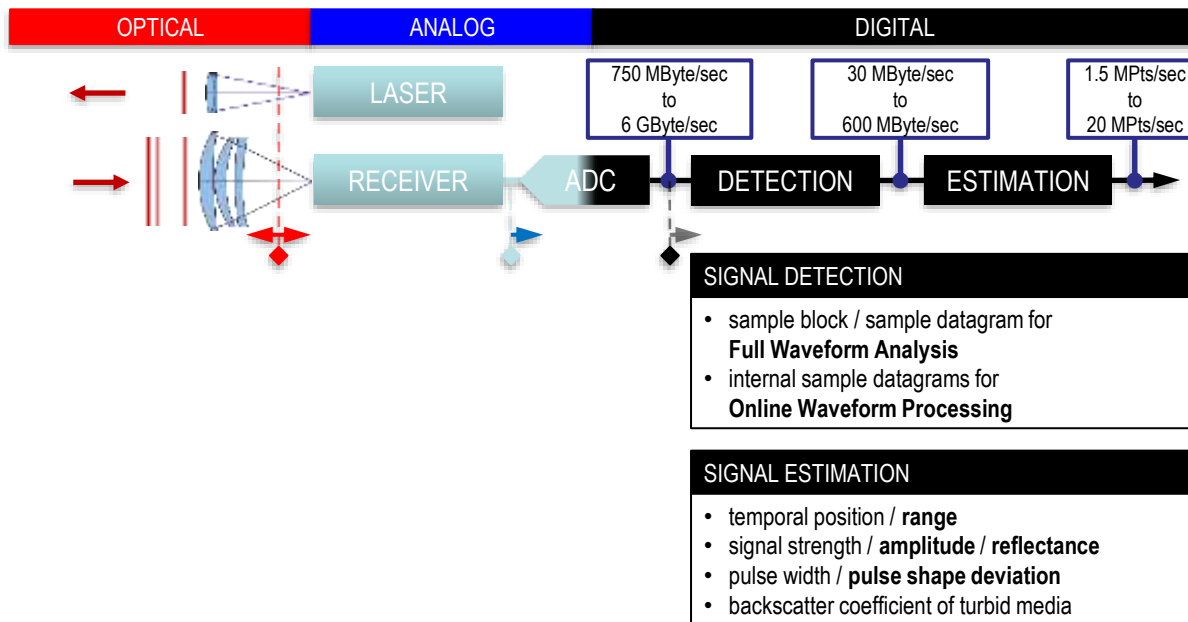 OPTICAL
ANALOG
DIGITAL
750 MByte/sec
to
6 GByte/sec
30 MByte/sec
to
600 MByte/sec
1.5 MPts/sec
to
20 MPts/sec
LASER
RECEIVER
ADC
DETECTION
ESTIMATION
SIGNAL DETECTION
• sample block / sample datagram for
Full Waveform Analysis
• internal sample datagrams for
Online Waveform Processing
SIGNAL ESTIMATION
• temporal position / range
• signal strength / amplitude / reflectance
• pulse width / pulse shape deviation
• backscatter coefficient of turbid media